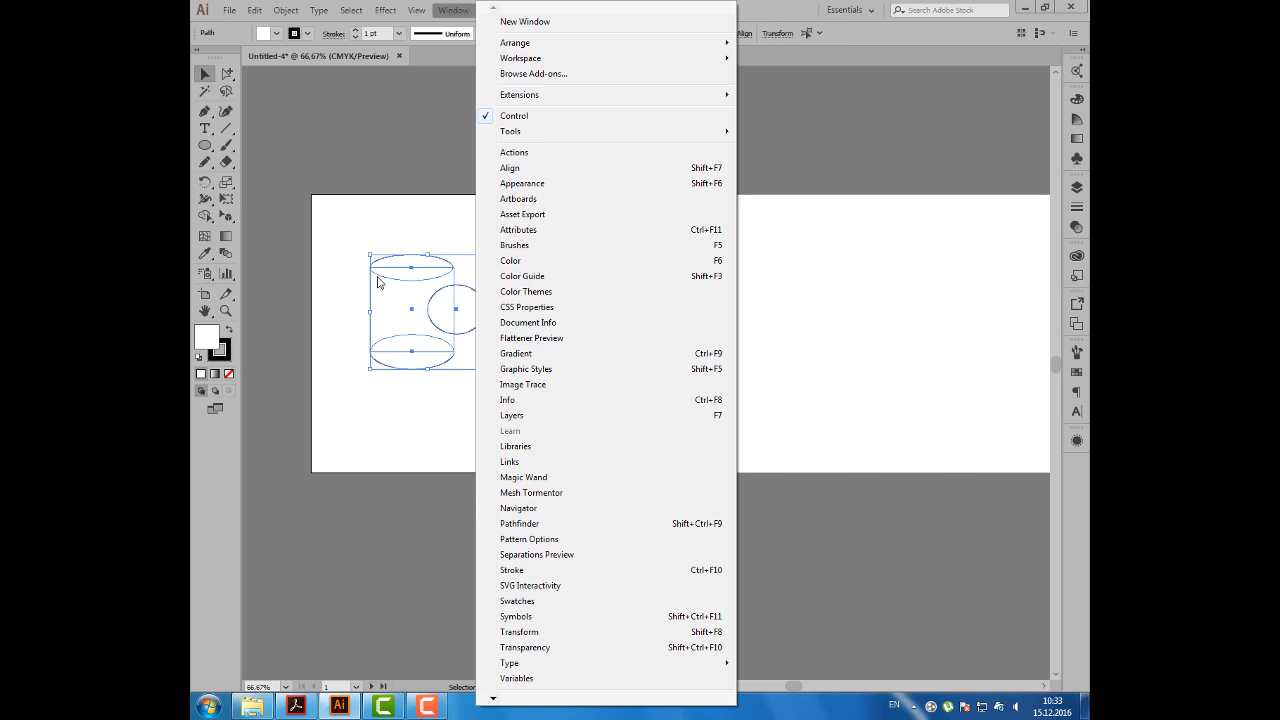 Ai File Edit Object Type Select Effect View Window Essentials Search Adobe Stock
Path Strokes 1 pt Uniform Align Transform
Untitled-4* @ 66,67% (CMYK/Preview) ×
New Window
Arrange
Workspace
Browse Add-ons...
Extensions
Control
Tools
Actions
Align Shift+F7
Appearance Shift+F6
Artboards
Asset Export
Attributes Ctrl+F11
Brushes F5
Color F6
Color Guide Shift+F3
Color Themes
CSS Properties
Document Info
Flattener Preview
Gradient Ctrl+F9
Graphic Styles Shift+F5
Image Trace
Info Ctrl+F8
Layers F7
Learn
Libraries
Links
Magic Wand
Mesh Tormentor
Navigator
Pathfinder Shift+Ctrl+F9
Pattern Options
Separations Preview
Stroke Ctrl+F10
SVG Interactivity
Swatches
Symbols Shift+Ctrl+F11
Transform Shift+F8
Transparency Shift+Ctrl+F10
Type
Variables
66,67% 1 Selection
Ai EN 10:33
15.12.2016